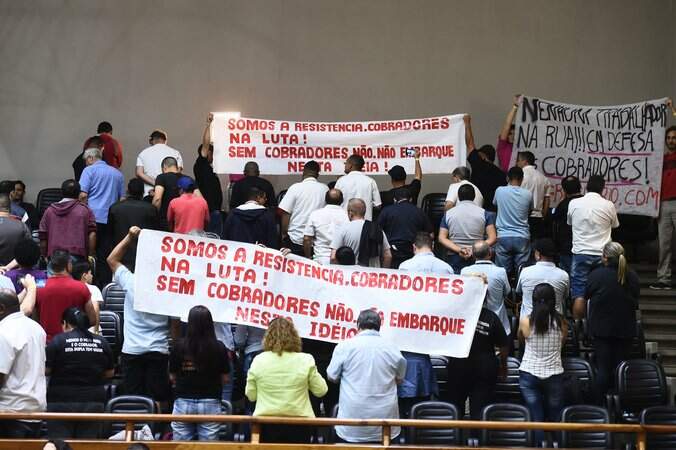 SOMOS A RESISTENCIA.COBRADORES
NA LUTA!
SEM COBRADORES NÃO.NÃO EMBARQUE
NESTA IDÉIA!
NA RUA!!! EM DEFESA
COBRADORES!
.COM
SOMOS A RESISTENCIA.COBRADORES
NA LUTA!
SEM COBRADORES NÃO.NÃO EMBARQUE
NESTA IDÉIA